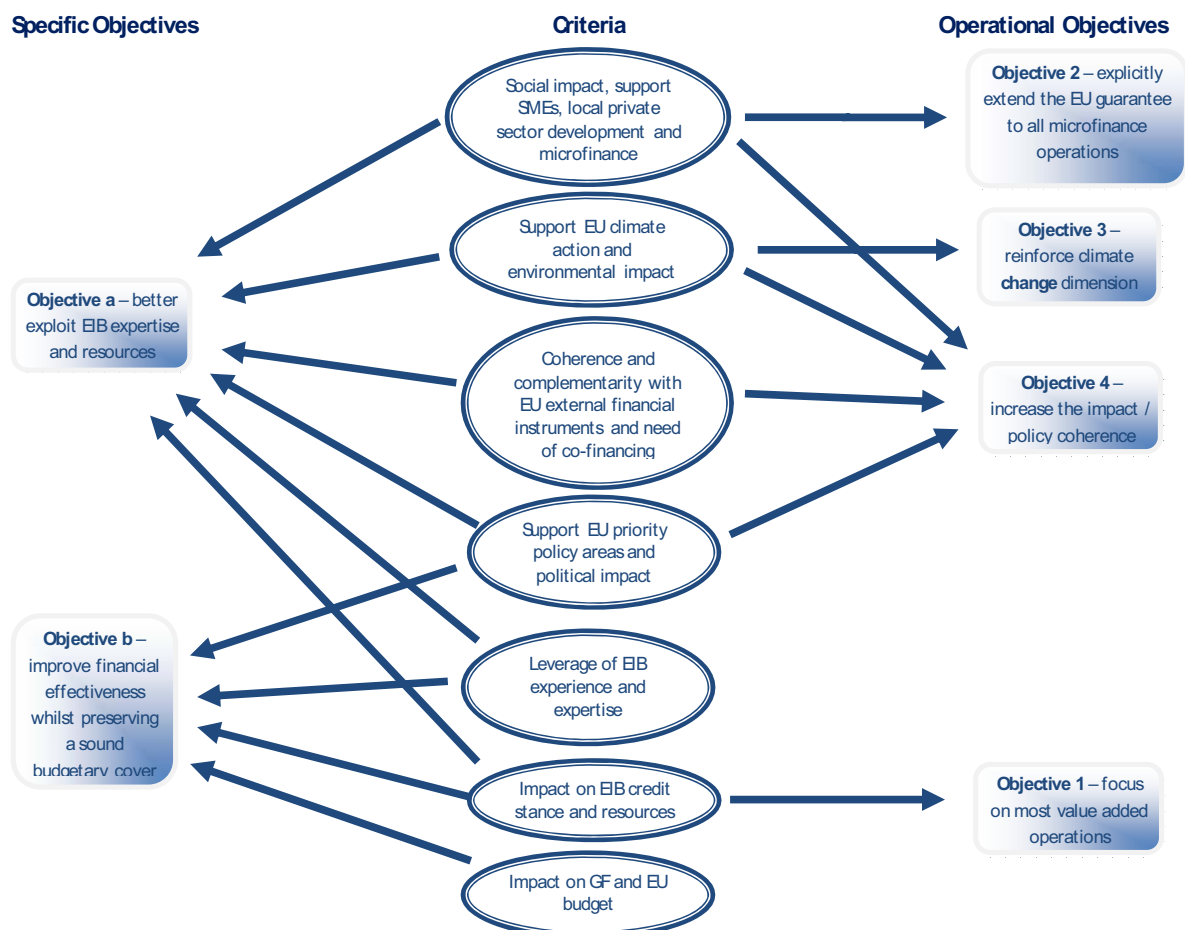 Specific Objectives
Criteria
Operational Objectives
Social impact, support
SMEs, local private
sector development and
microfinance
Objective 2 – explicitly
extend the EU guarantee
to all microfinance
operations
Support EU climate
action and
environmental impact
Objective 3 –
reinforce climate
change dimension
Objective a – better
exploit EIB expertise
and resources
Coherence and
complementarity with
EU external financial
instruments and need
of co-financing
Objective 4 –
increase the impact /
policy coherence
Support EU priority
policy areas and
political impact
Objective b –
improve financial
effectiveness
whilst preserving
a sound
budgetary cover
Leverage of EIB
experience and
expertise
Impact on EIB credit
stance and resources
Objective 1 – focus
on most value added
operations
Impact on GF and EU
budget